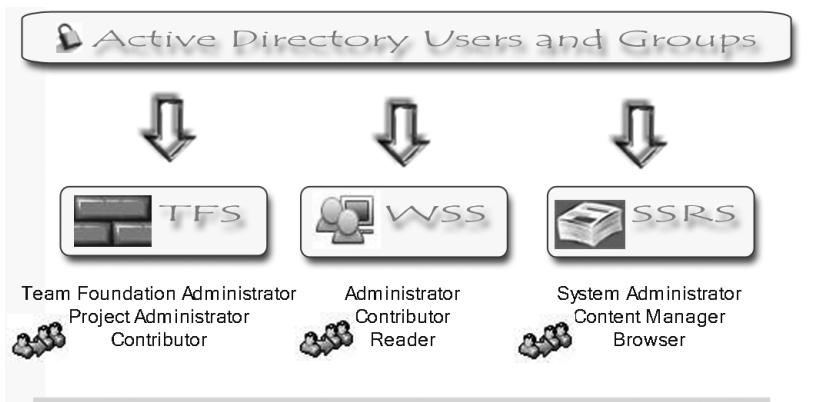 Active Directory Users and Groups
TFS
WSS
SSRS
Team Foundation Administrator
Project Administrator
Contributor
Administrator
Contributor
Reader
System Administrator
Content Manager
Browser